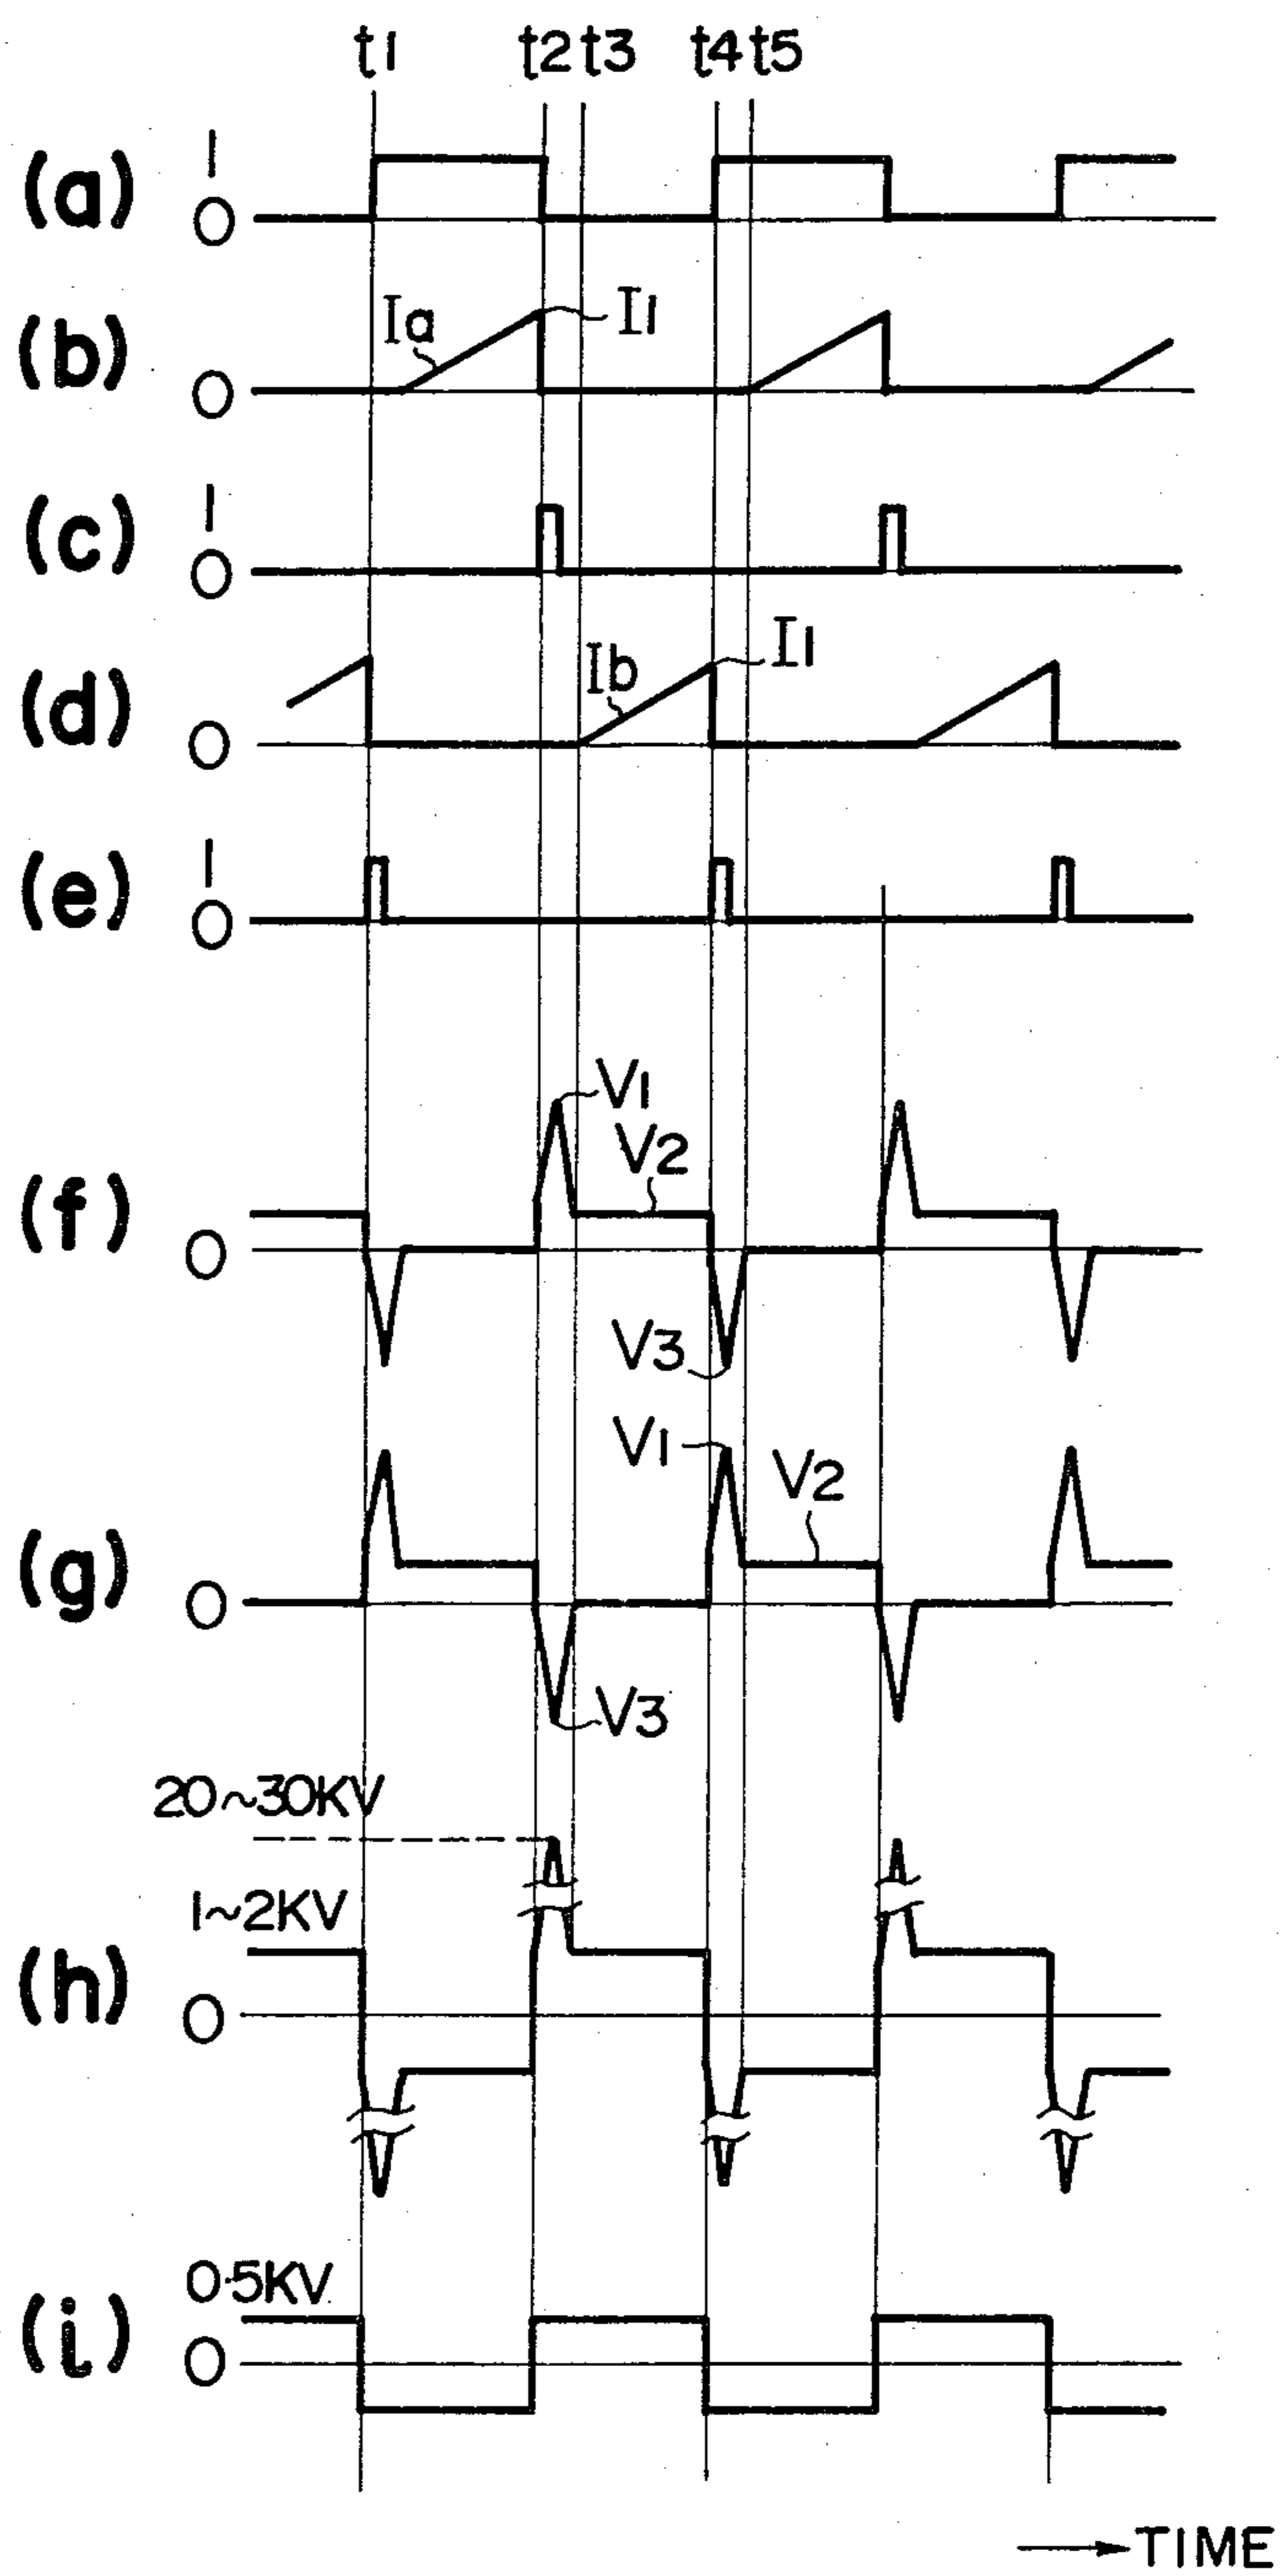 t1 t2 t3 t4 t5
(a) 1
0
(b) Ia I1
0
(c) 1
0
(d) Ib I1
0
(e) 1
0
V1
V2
(f) 0
V3
V1
V2
(g) 0
V3
20~30KV
1~2KV
(h) 0
0.5KV
(i) 0
TIME